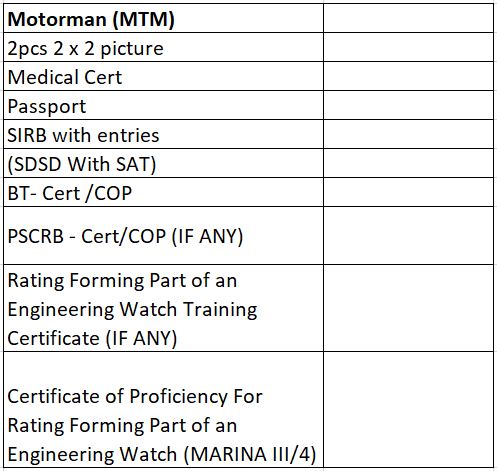 Motorman (MTM)
2pcs 2 x 2 picture
Medical Cert
Passport
SIRB with entries
(SDSD With SAT)
BT- Cert /COP
PSCRB - Cert/COP (IF ANY)
Rating Forming Part of an
Engineering Watch Training
Certificate (IF ANY)
Certificate of Proficiency For
Rating Forming Part of an
Engineering Watch (MARINA III/4)